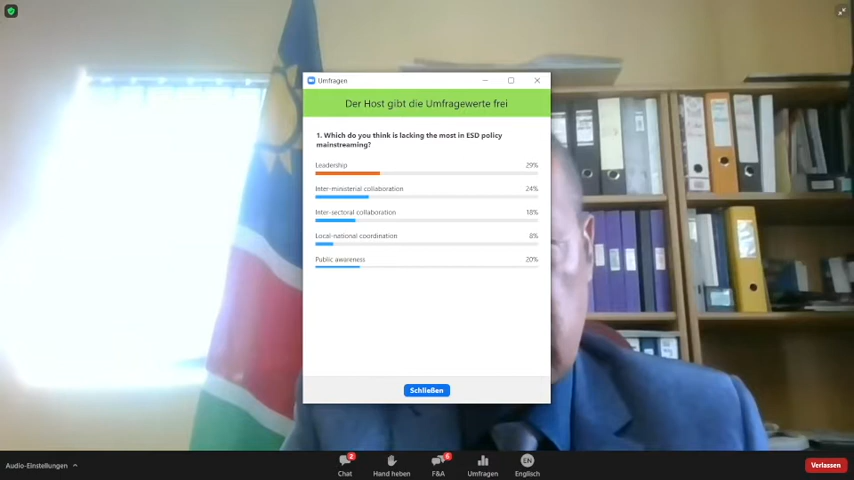 Umfragen
Der Host gibt die Umfragewerte frei
1. Which do you think is lacking the most in ESD policy
mainstreaming?
Leadership 29%
Inter-ministerial collaboration 24%
Inter-sectoral collaboration 18%
Local-national coordination 8%
Public awareness 20%
Schließen
Audio-Einstellungen
2
Chat
Hand heben
6
F&A
Umfragen
EN
Englisch
Verlassen